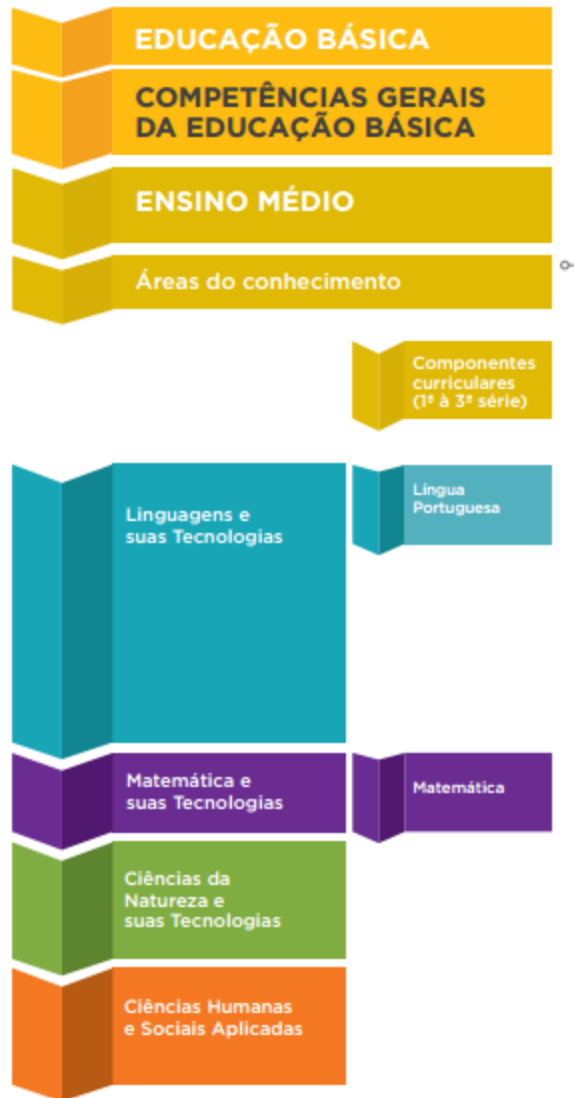 EDUCAÇÃO BÁSICA
COMPETÊNCIAS GERAIS
DA EDUCAÇÃO BÁSICA
ENSINO MÉDIO
Áreas do conhecimento
Componentes
curriculares
(1ª à 3ª série)
Linguagens e
suas Tecnologias
Língua
Portuguesa
Matemática e
suas Tecnologias
Matemática
Ciências da
Natureza e
suas Tecnologias
Ciências Humanas
e Sociais Aplicadas